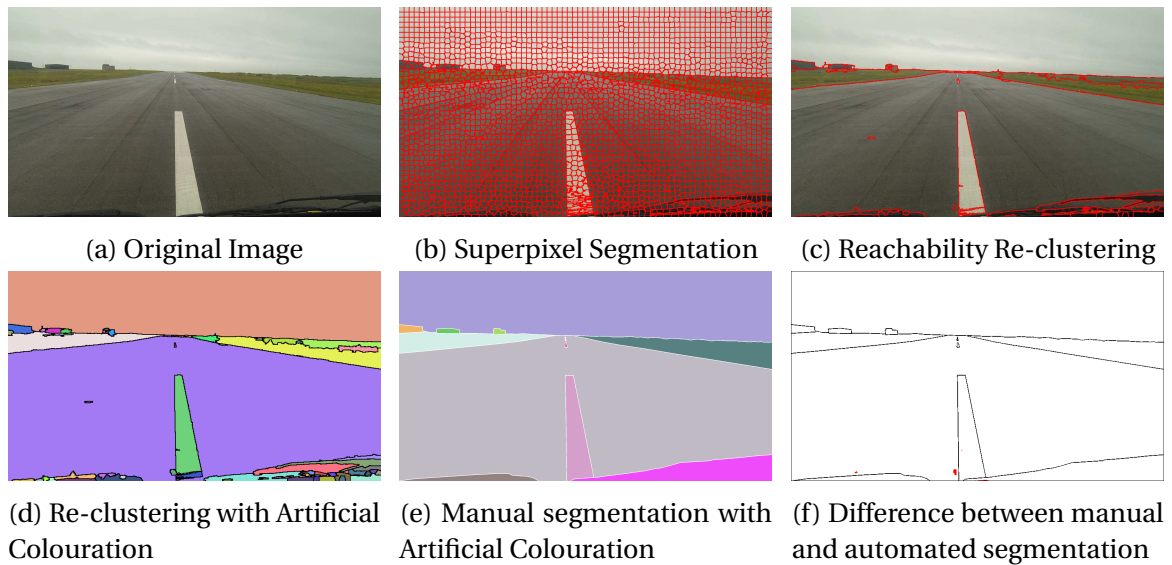 (a) Original Image
(b) Superpixel Segmentation
(c) Reachability Re-clustering
(d) Re-clustering with Artificial
Colouration
(e) Manual segmentation with
Artificial Colouration
(f) Difference between manual
and automated segmentation